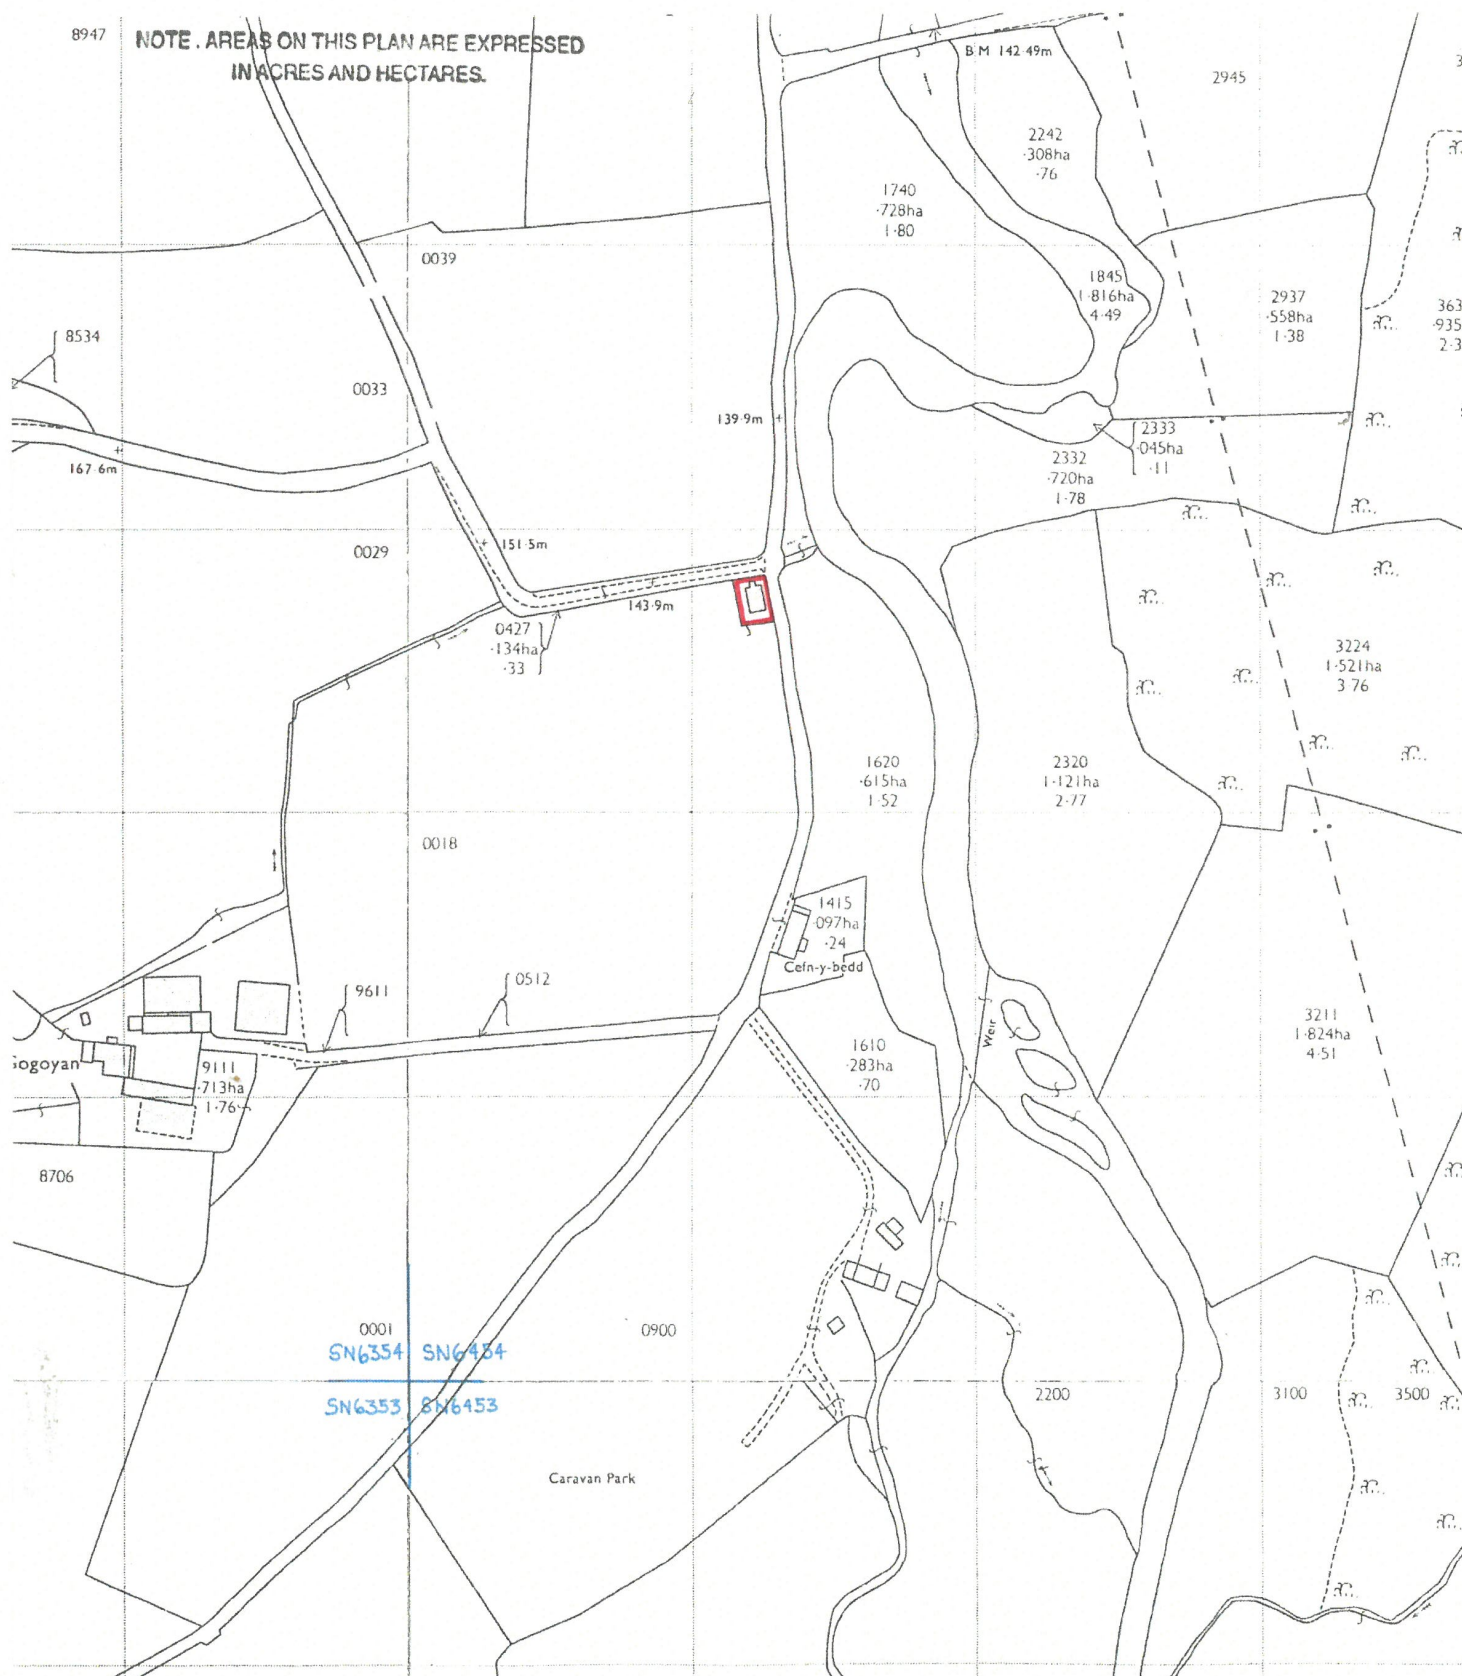 8947
NOTE. AREAS ON THIS PLAN ARE EXPRESSED
IN ACRES AND HECTARES.
B M 142·49m
2945
2242
·308ha
·76
1740
·728ha
1·80
0039
1845
1·816ha
4·49
2937
·558ha
1·38
8534
0033
139·9m
2333
·045ha
·11
167·6m
2332
·720ha
1·78
0029
151·5m
143·9m
0427
·134ha
·33
3224
1·521ha
3·76
1620
·615ha
1·52
2320
1·121ha
2·77
0018
1415
·097ha
·24
Cefn-y-bedd
9611
0512
Weir
3211
1·824ha
4·51
Gogoyan
9111
·713ha
1·76
1610
·283ha
·70
8706
0001
0900
SN6354
SN6454
SN6353
SN6453
2200
3100
3500
Caravan Park